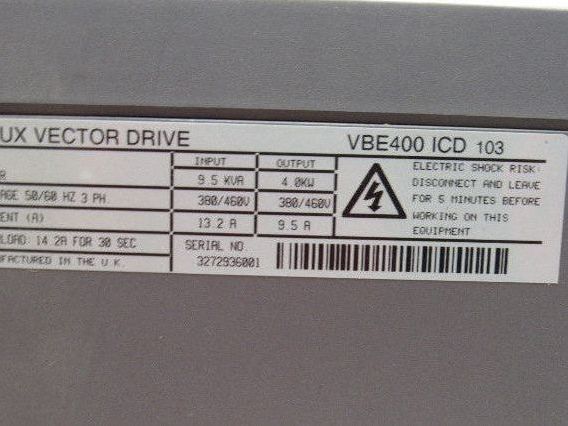 UX VECTOR DRIVE VBE400 ICD 103
INPUT OUTPUT
R 9.5 KVA 4.0KW
AGE 50/60 HZ 3 PH. 380/460V 380/460V
ENT (A) 13.2 A 9.5 A
LOAD: 14.2A FOR 30 SEC
FACTURED IN THE U.K.
SERIAL NO.
3272936001
ELECTRIC SHOCK RISK:
DISCONNECT AND LEAVE
FOR 5 MINUTES BEFORE
WORKING ON THIS
EQUIPMENT